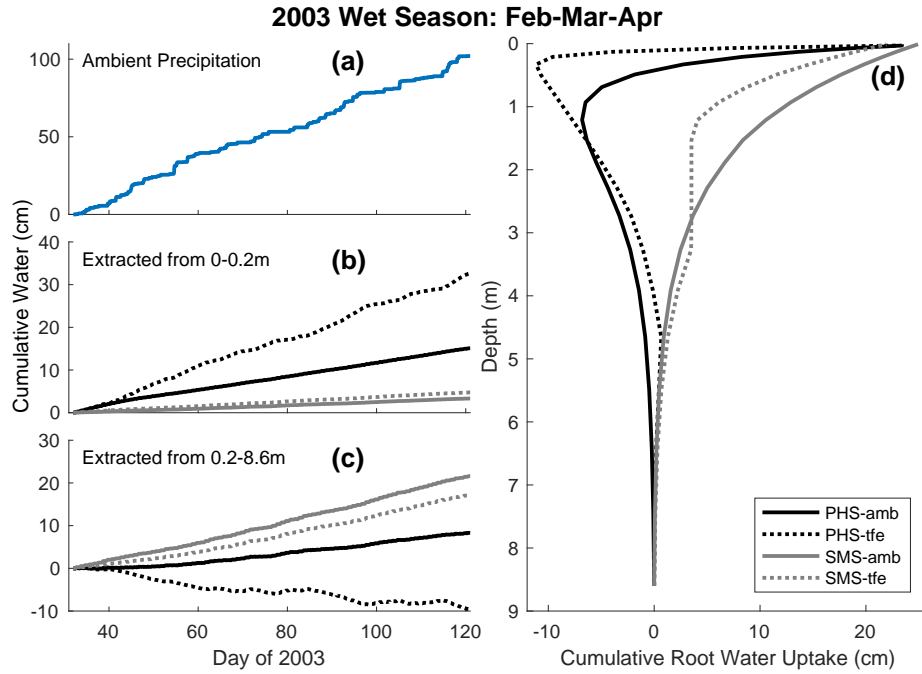 2003 Wet Season: Feb-Mar-Apr
Ambient Precipitation
(a)
100
50
0
Extracted from 0-0.2m
(b)
40
30
20
10
0
Cumulative Water (cm)
Extracted from 0.2-8.6m
(c)
30
20
10
0
-10
40
60
80
100
120
Day of 2003
(d)
0
1
2
3
4
5
6
7
8
9
Depth (m)
PHS-amb
PHS-tfe
SMS-amb
SMS-tfe
-10
0
10
20
Cumulative Root Water Uptake (cm)